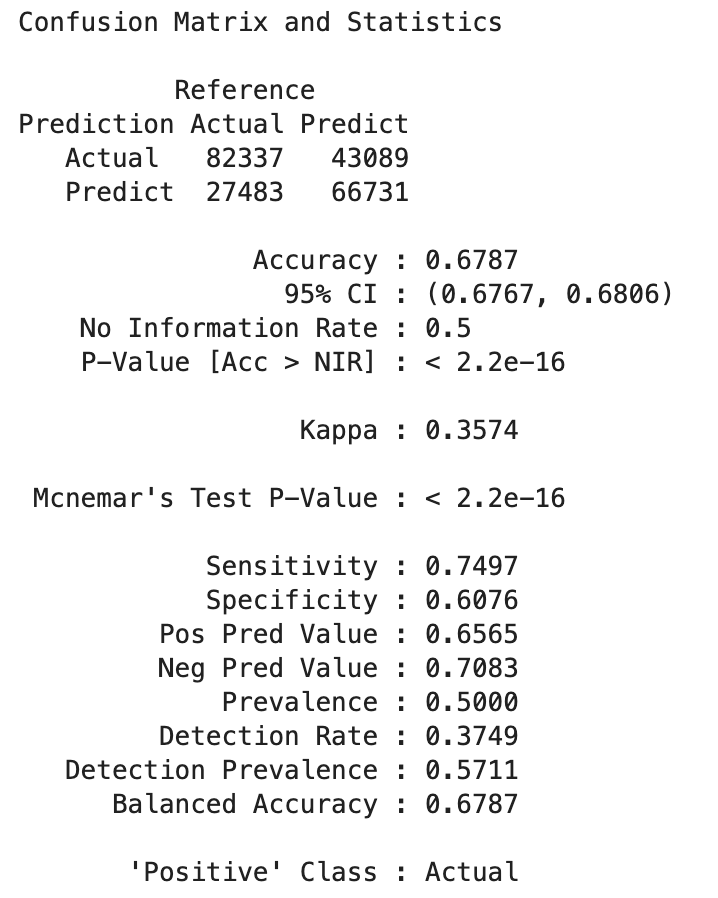 Confusion Matrix and Statistics
Reference
Prediction Actual Predict
Actual 82337 43089
Predict 27483 66731
Accuracy : 0.6787
95% CI : (0.6767, 0.6806)
No Information Rate : 0.5
P-Value [Acc > NIR] : < 2.2e-16
Kappa : 0.3574
Mcnemar's Test P-Value : < 2.2e-16
Sensitivity : 0.7497
Specificity : 0.6076
Pos Pred Value : 0.6565
Neg Pred Value : 0.7083
Prevalence : 0.5000
Detection Rate : 0.3749
Detection Prevalence : 0.5711
Balanced Accuracy : 0.6787
'Positive' Class : Actual